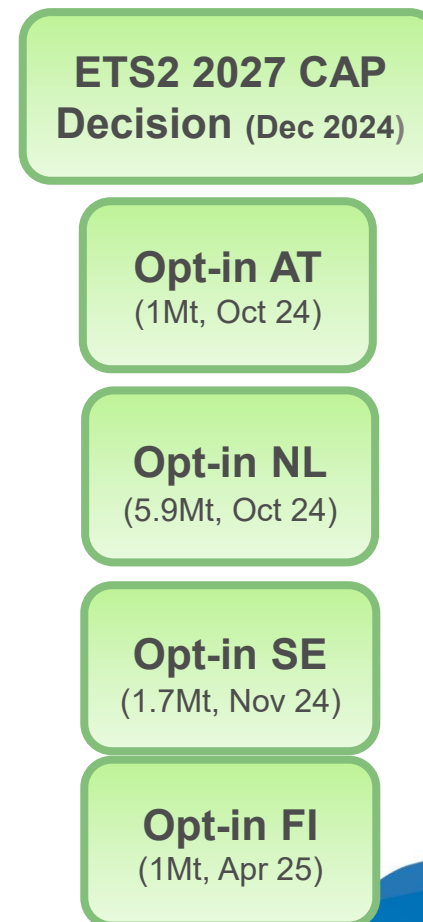 ETS2 2027 CAP
Decision (Dec 2024)
Opt-in AT
(1Mt, Oct 24)
Opt-in NL
(5.9Mt, Oct 24)
Opt-in SE
(1.7Mt, Nov 24)
Opt-in FI
(1Mt, Apr 25)